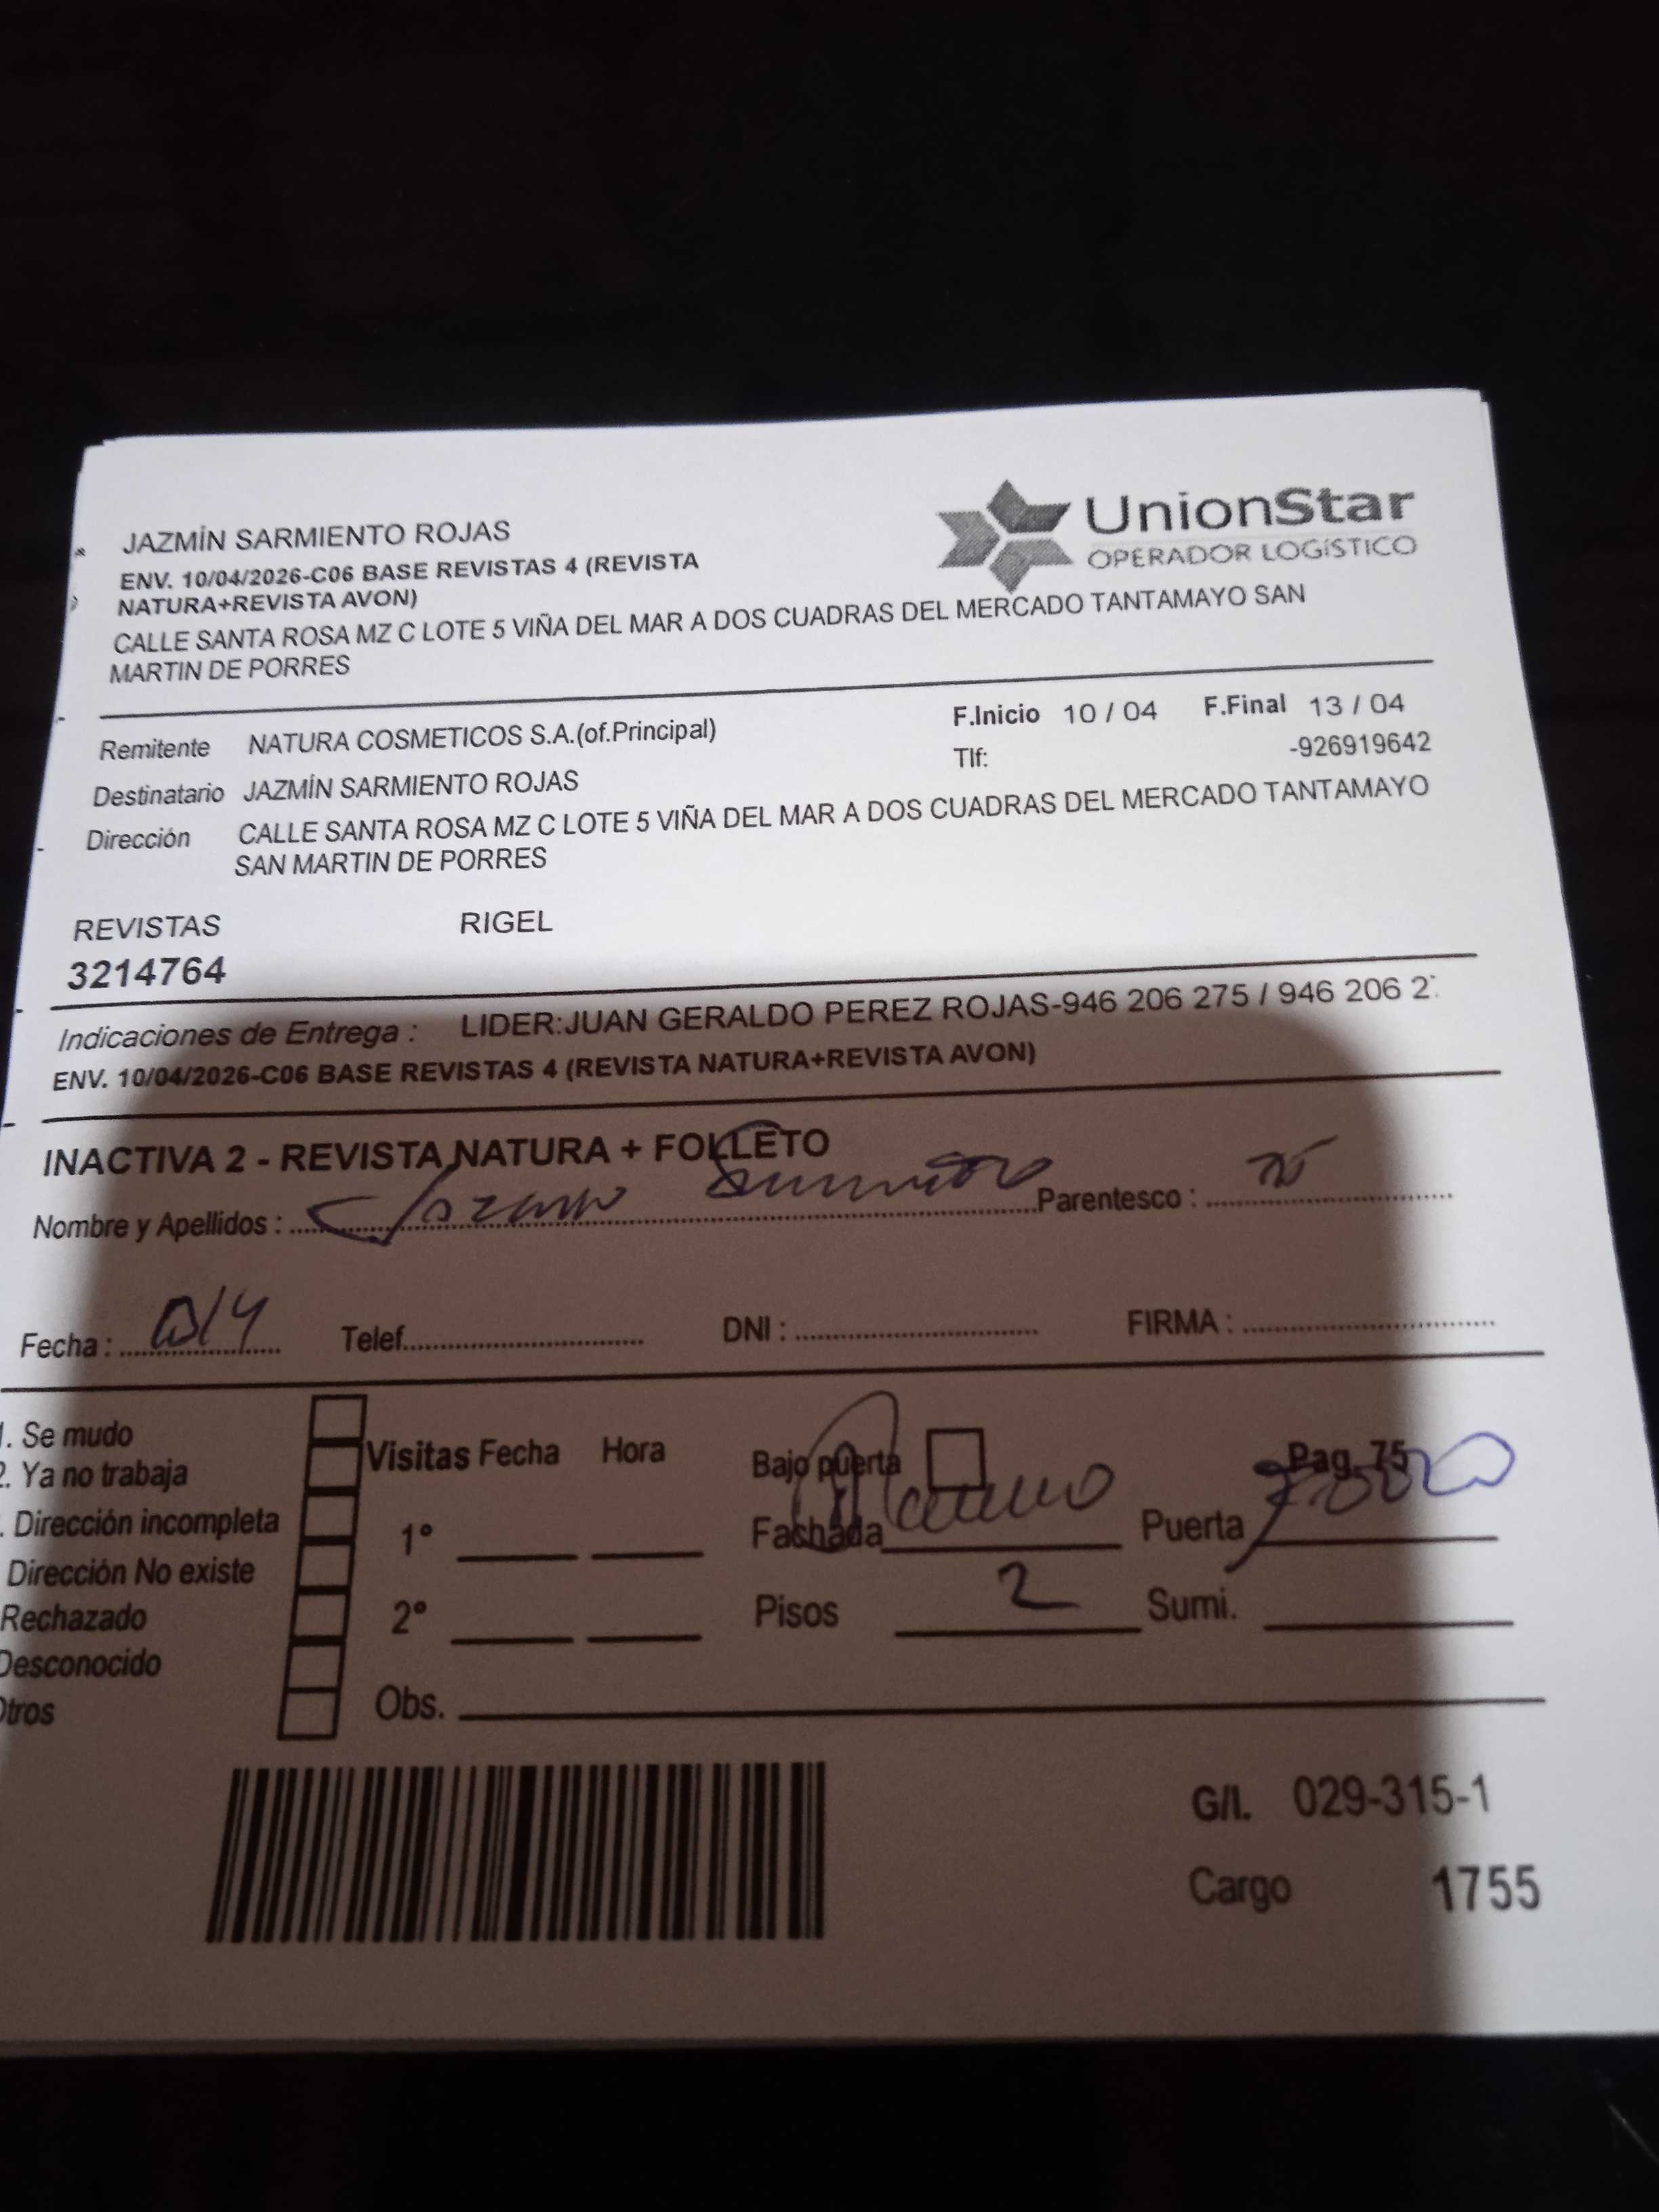 JAZMÍN SARMIENTO ROJAS
UnionStar
OPERADOR LOGÍSTICO
ENV. 10/04/2026-C06 BASE REVISTAS 4 (REVISTA
NATURA+REVISTA AVON)
CALLE SANTA ROSA MZ C LOTE 5 VIÑA DEL MAR A DOS CUADRAS DEL MERCADO TANTAMAYO SAN
MARTIN DE PORRES
Remitente NATURA COSMETICOS S.A.(of.Principal)
F.Inicio 10 / 04 F.Final 13 / 04
Tlf: -926919642
Destinatario JAZMÍN SARMIENTO ROJAS
Dirección CALLE SANTA ROSA MZ C LOTE 5 VIÑA DEL MAR A DOS CUADRAS DEL MERCADO TANTAMAYO
SAN MARTIN DE PORRES
REVISTAS RIGEL
3214764
Indicaciones de Entrega : LIDER:JUAN GERALDO PEREZ ROJAS-946 206 275 / 946 206 2
ENV. 10/04/2026-C06 BASE REVISTAS 4 (REVISTA NATURA+REVISTA AVON)
INACTIVA 2 - REVISTA NATURA + FOLLETO
Nombre y Apellidos : Parentesco :
Fecha : Telef. DNI : FIRMA :
1. Se mudo
2. Ya no trabaja
. Dirección incompleta
Dirección No existe
Rechazado
Desconocido
Otros
Visitas Fecha Hora
1°
2°
Bajo puerta
Pag. 75
Fachada Puerta
Pisos 2 Sumi.
Obs.
G/I. 029-315-1
Cargo 1755